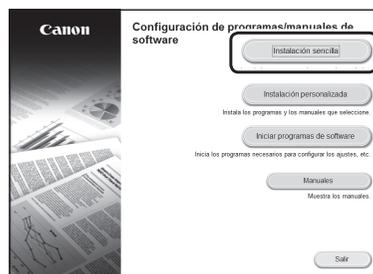 Canon
Configuración de programas/manuales de
software
Instalación sencilla
Instalación personalizada
Instala los programas y los manuales que seleccione.
Iniciar programas de software
Inicia los programas necesarios para configurar los ajustes, etc.
Manuales
Muestra los manuales.
Salir